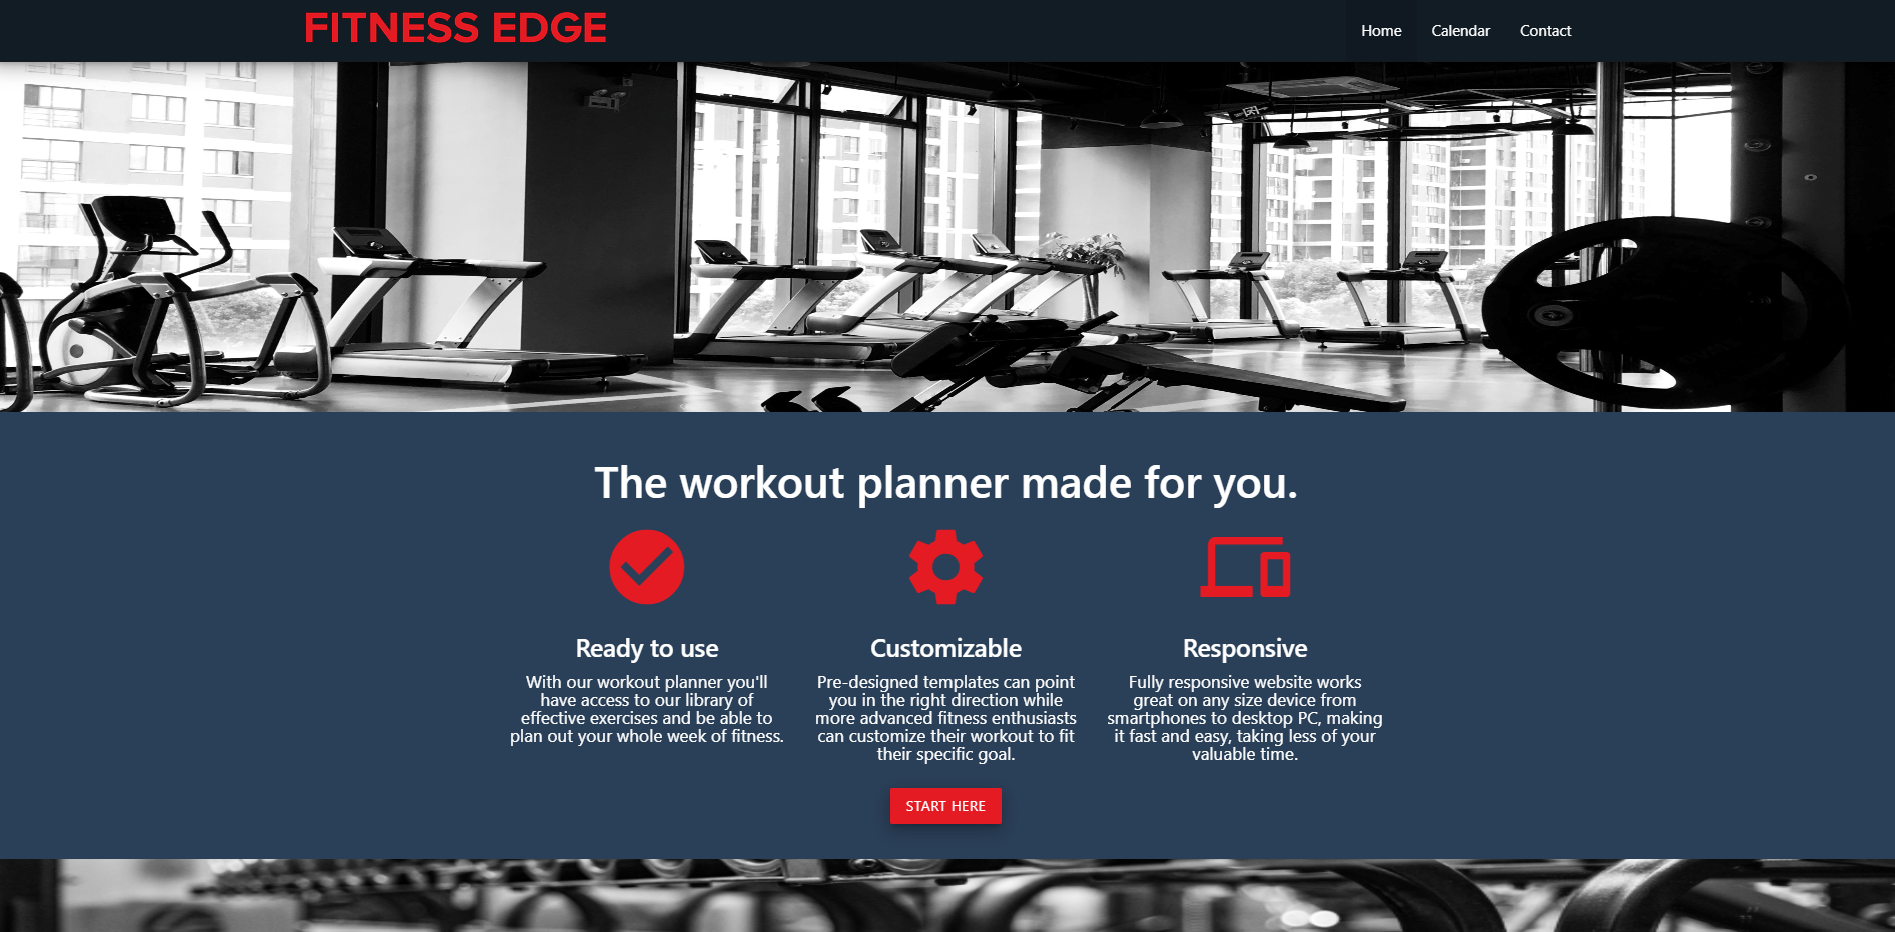 FITNESS EDGE
Home Calendar Contact
The workout planner made for you.
Ready to use
With our workout planner you'll
have access to our library of
effective exercises and be able to
plan out your whole week of fitness.
Customizable
Pre-designed templates can point
you in the right direction while
more advanced fitness enthusiasts
can customize their workout to fit
their specific goal.
Responsive
Fully responsive website works
great on any size device from
smartphones to desktop PC, making
it fast and easy, taking less of your
valuable time.
START HERE